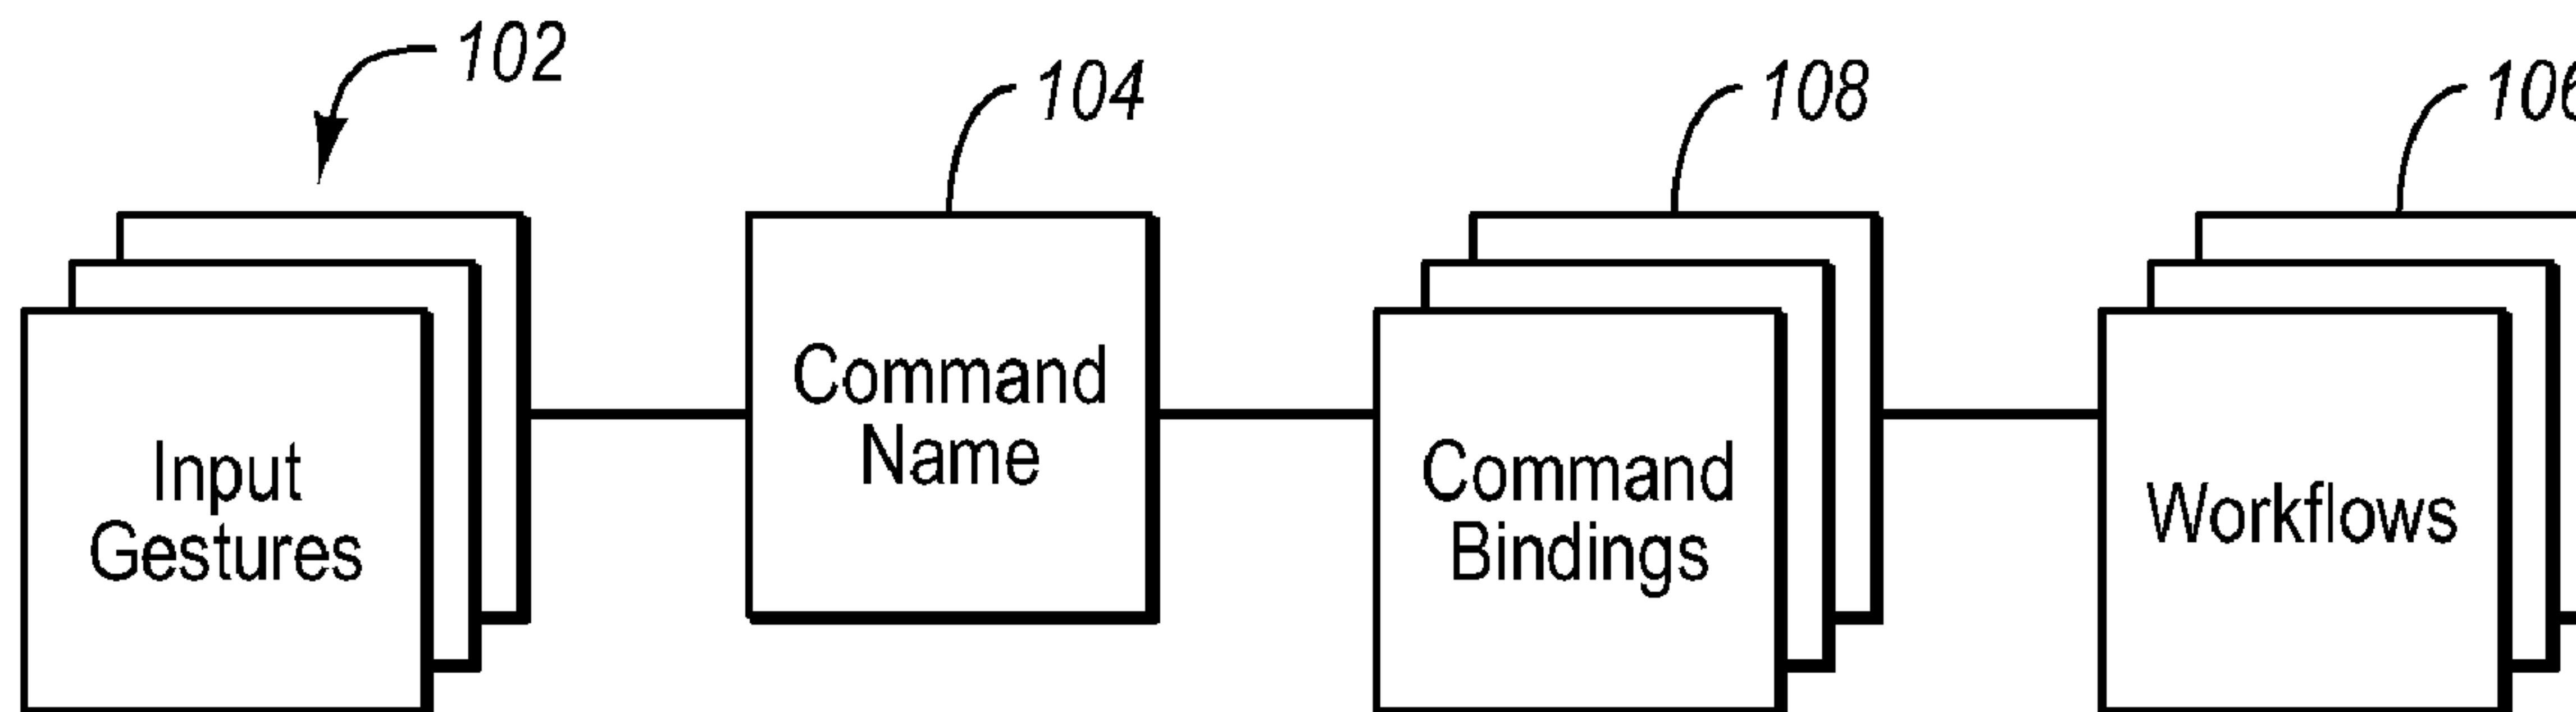 102
104
108
106
Input
Gestures
Command
Name
Command
Bindings
Workflows